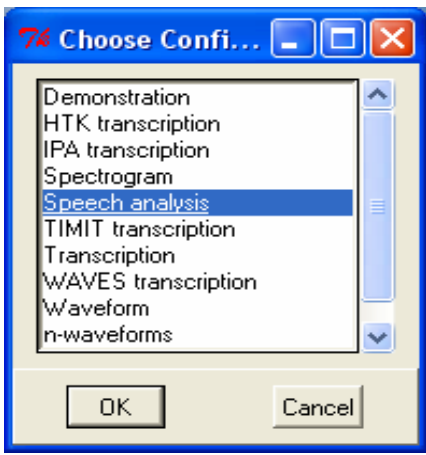 Choose Confi...
Demonstration
HTK transcription
IPA transcription
Spectrogram
Speech analysis
TIMIT transcription
Transcription
WAVES transcription
Waveform
n-waveforms
OK
Cancel